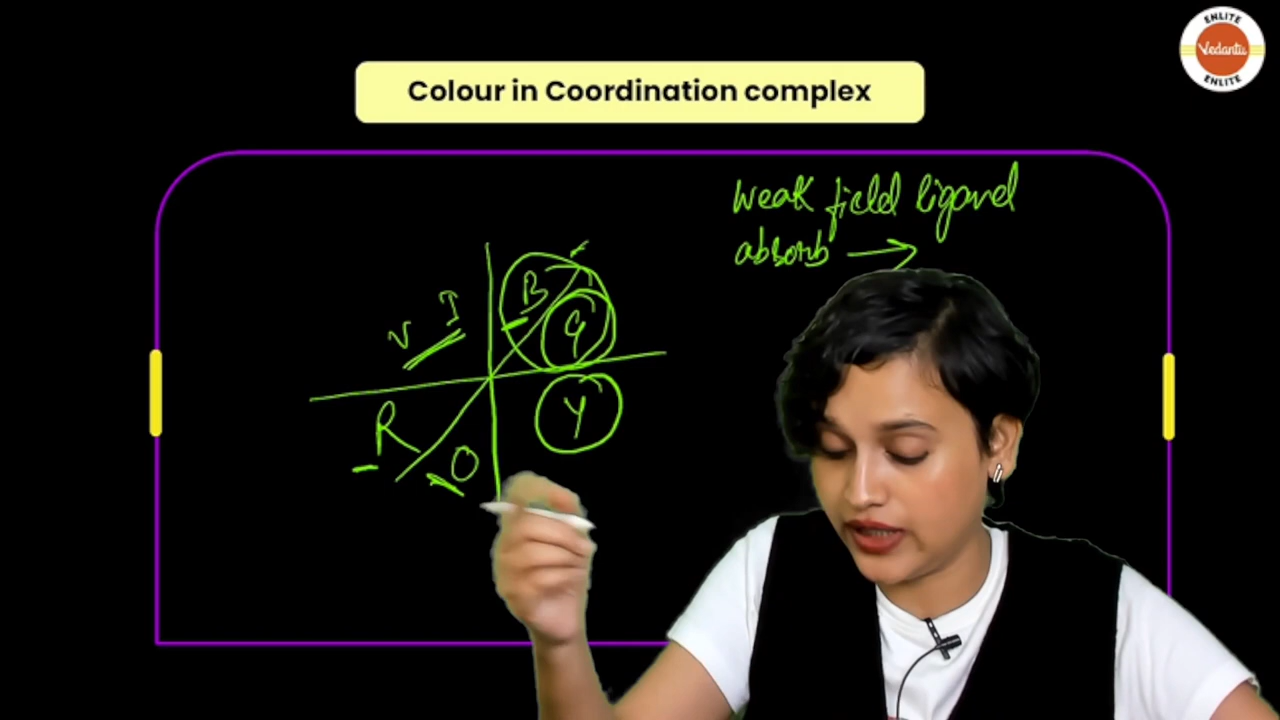 ENLITE
Vedantu
ENLITE
Colour in Coordination complex
weak field ligand
absorb →
V I
B
G
R
O
Y